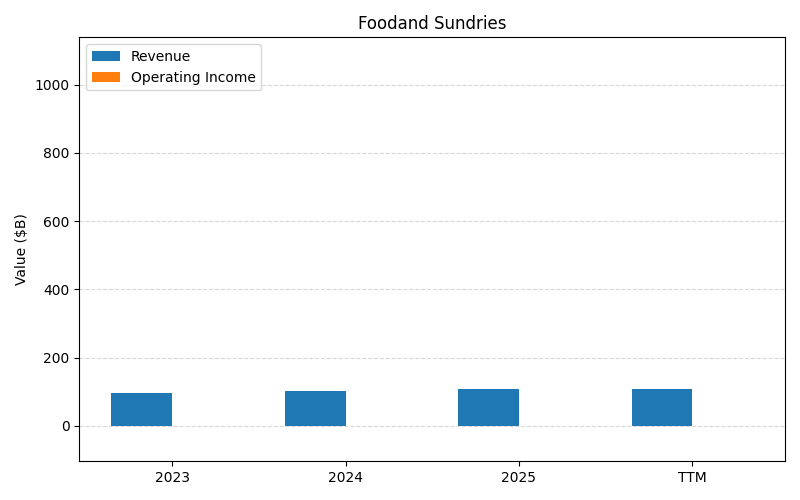 Foodand Sundries
Revenue
Operating Income
Value ($B)
1000
800
600
400
200
0
2023
2024
2025
TTM